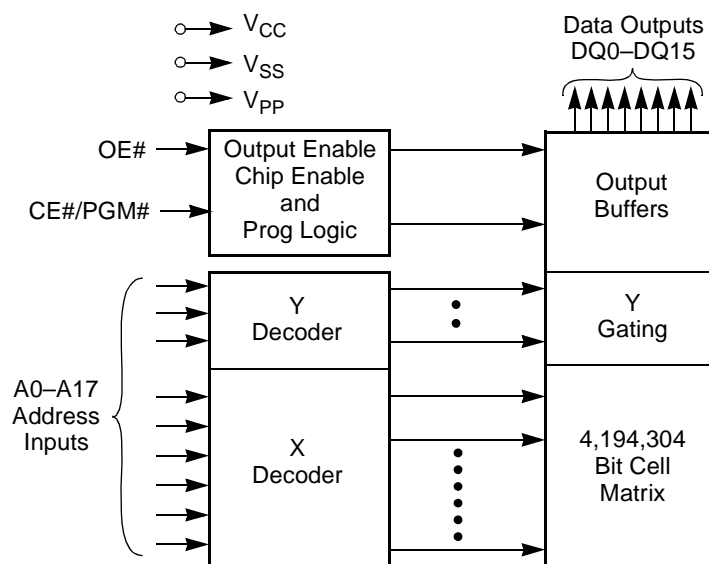 V_CC
V_SS
V_PP
Data Outputs
DQ0–DQ15
OE#
CE#/PGM#
Output Enable
Chip Enable
and
Prog Logic
Output
Buffers
A0–A17
Address
Inputs
Y
Decoder
Y
Gating
X
Decoder
4,194,304
Bit Cell
Matrix